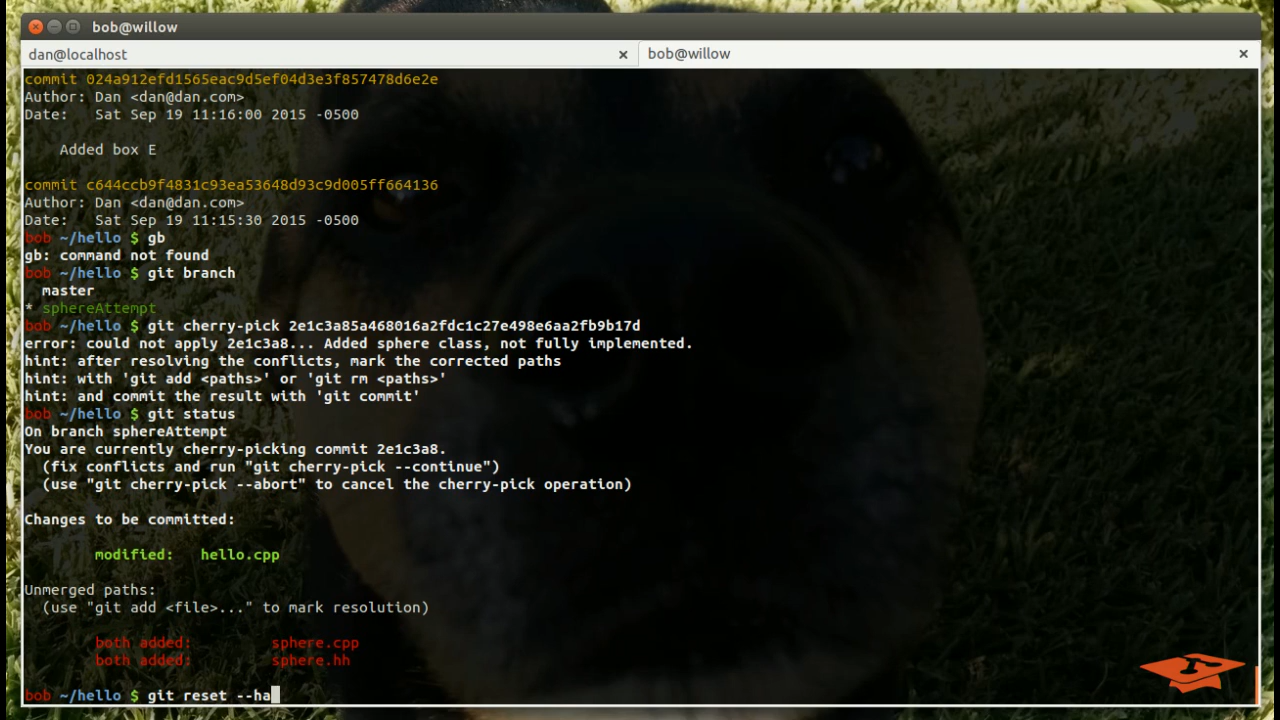 bob@willow
dan@localhost
bob@willow
commit 024a912efd1565eac9d5ef04d3e3f857478d6e2e
Author: Dan <dan@dan.com>
Date:   Sat Sep 19 11:16:00 2015 -0500
Added box E
commit c644ccb9f4831c93ea53648d93c9d005ff664136
Author: Dan <dan@dan.com>
Date:   Sat Sep 19 11:15:30 2015 -0500
bob ~/hello $ gb
gb: command not found
bob ~/hello $ git branch
master
* sphereAttempt
bob ~/hello $ git cherry-pick 2e1c3a85a468016a2fdc1c27e498e6aa2fb9b17d
error: could not apply 2e1c3a8... Added sphere class, not fully implemented.
hint: after resolving the conflicts, mark the corrected paths
hint: with 'git add <paths>' or 'git rm <paths>'
hint: and commit the result with 'git commit'
bob ~/hello $ git status
On branch sphereAttempt
You are currently cherry-picking commit 2e1c3a8.
(fix conflicts and run "git cherry-pick --continue")
(use "git cherry-pick --abort" to cancel the cherry-pick operation)
Changes to be committed:
modified:   hello.cpp
Unmerged paths:
(use "git add <file>..." to mark resolution)
both added:         sphere.cpp
both added:         sphere.hh
bob ~/hello $ git reset --ha